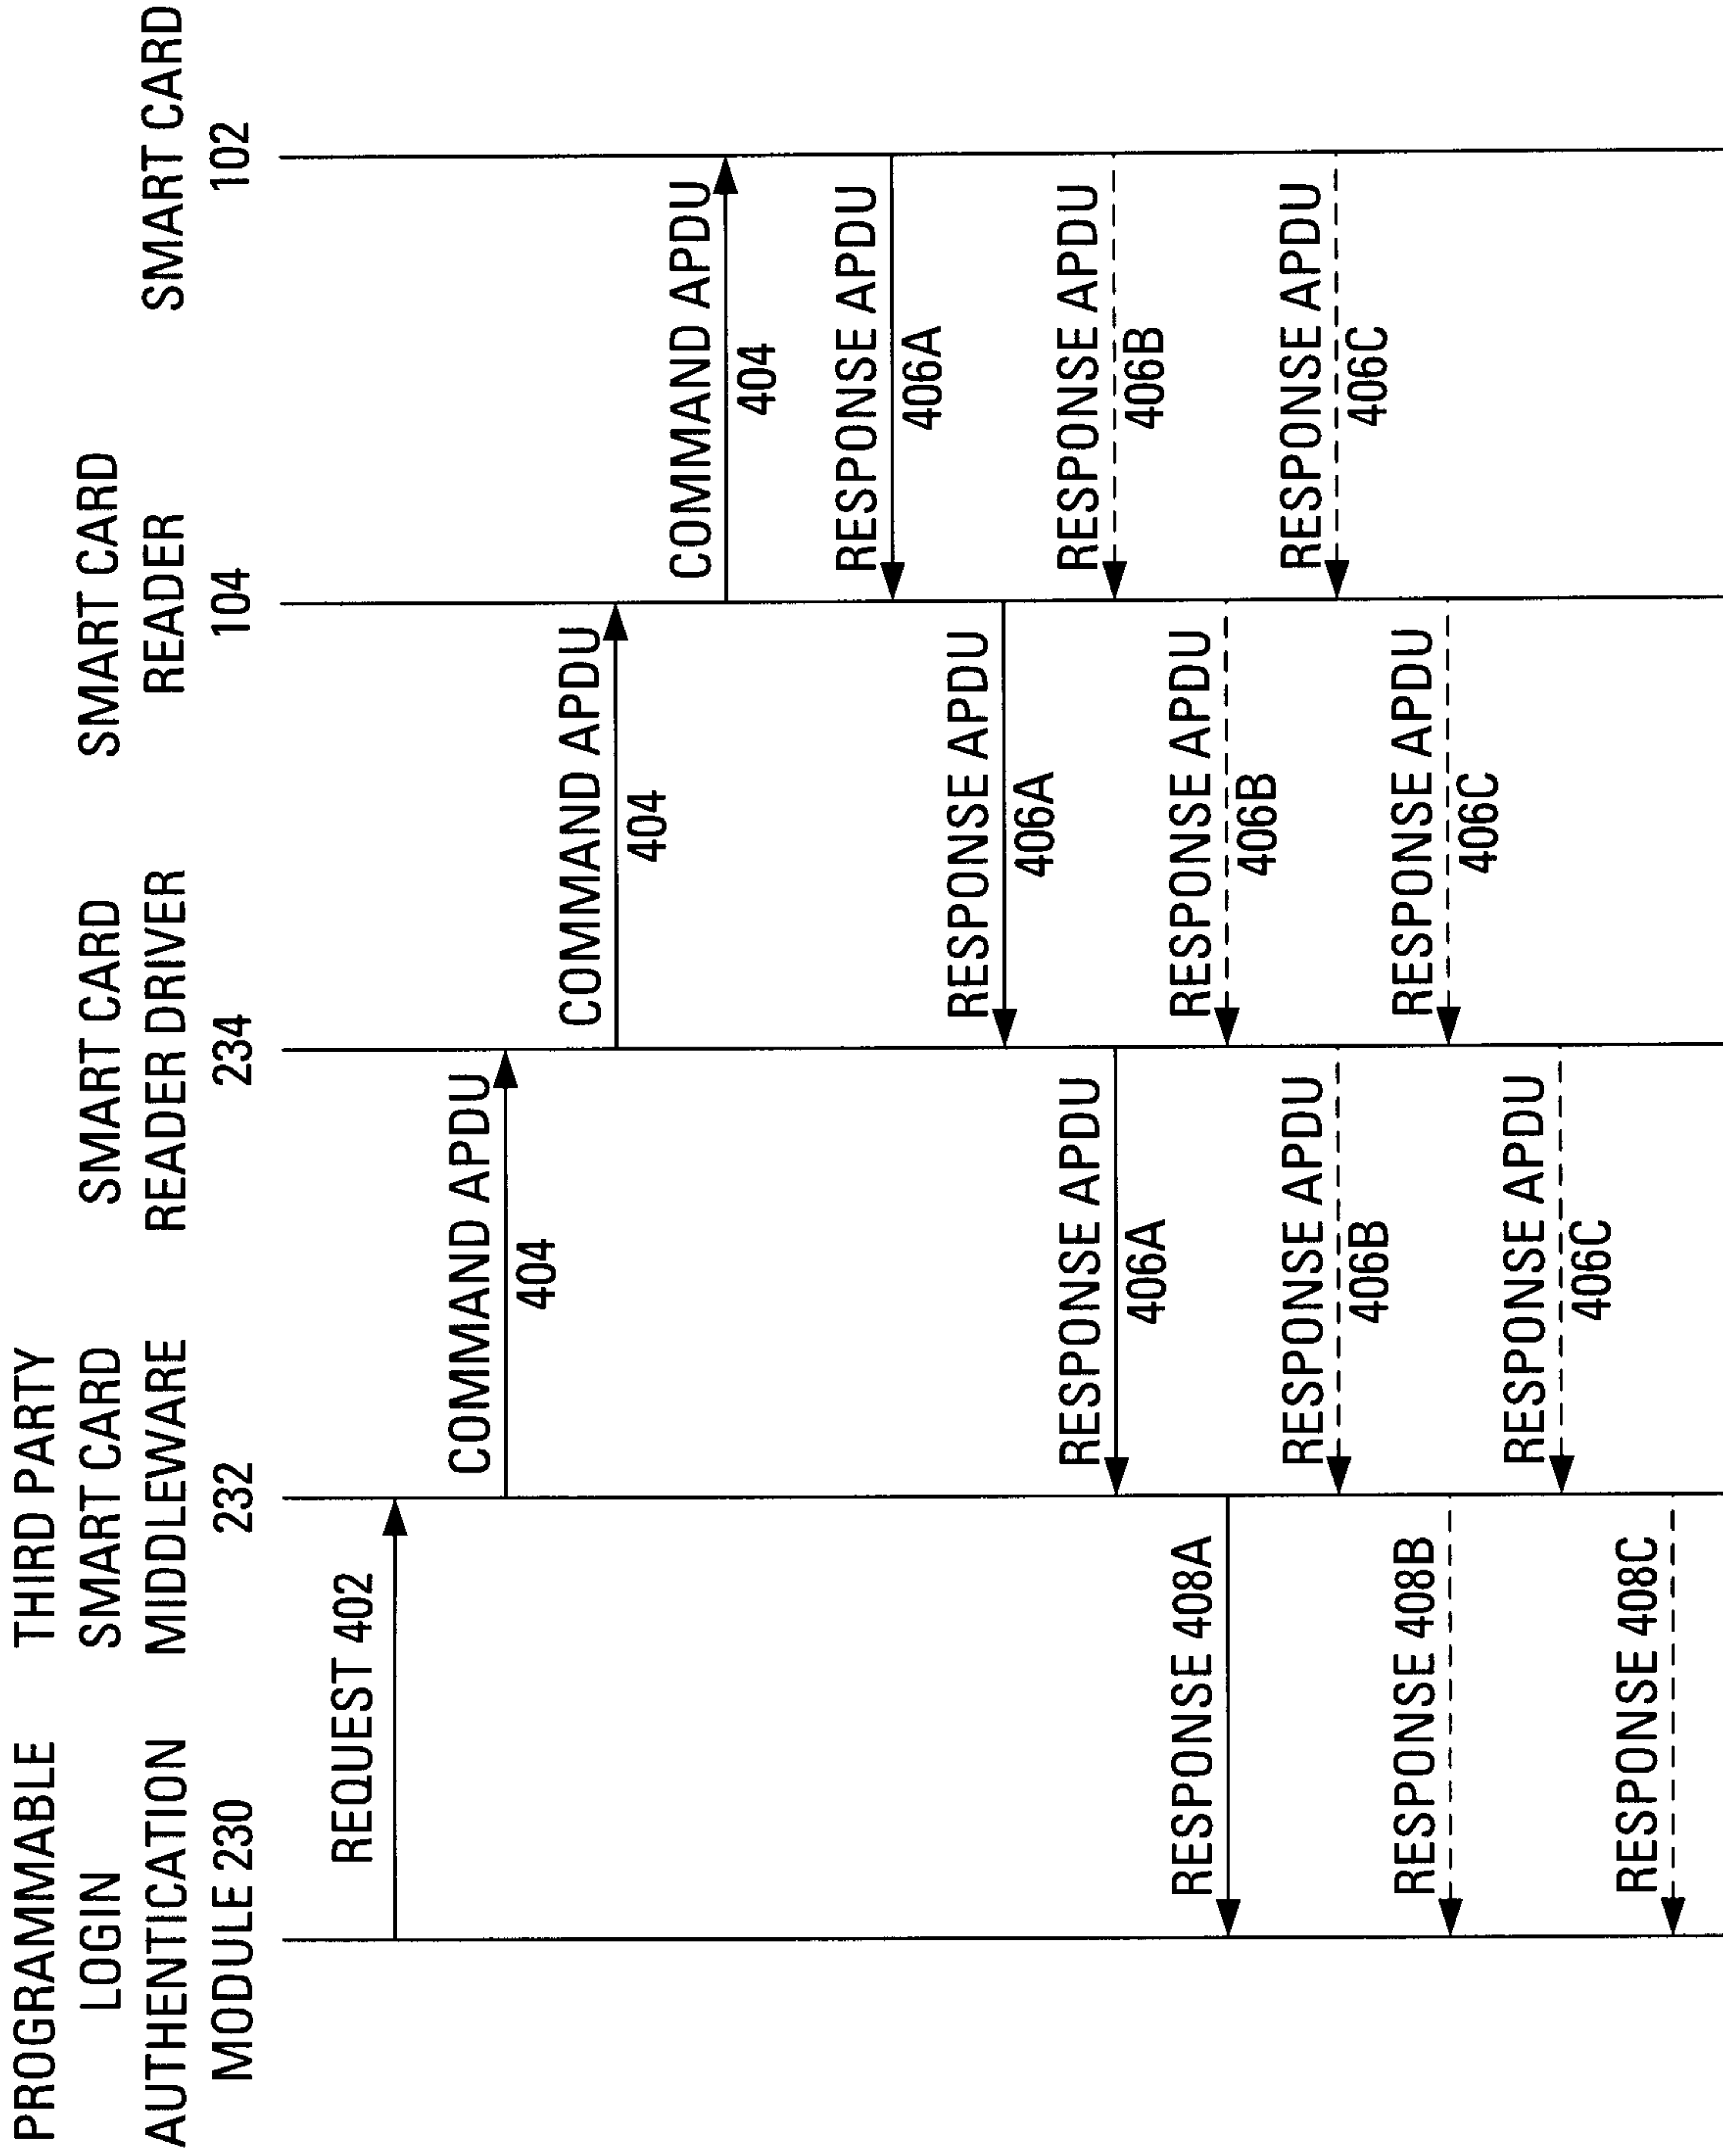 PROGRAMMABLE
LOGIN
AUTHENTICATION
MODULE 230
THIRD PARTY
SMART CARD
MIDDLEWARE
232
SMART CARD
READER DRIVER
234
SMART CARD
READER
104
SMART CARD
102
REQUEST 402
COMMAND APDU
404
COMMAND APDU
404
COMMAND APDU
404
RESPONSE APDU
406A
RESPONSE APDU
406A
RESPONSE APDU
406A
RESPONSE 408A
RESPONSE APDU
406B
RESPONSE APDU
406B
RESPONSE APDU
406B
RESPONSE 408B
RESPONSE APDU
406C
RESPONSE APDU
406C
RESPONSE APDU
406C
RESPONSE 408C